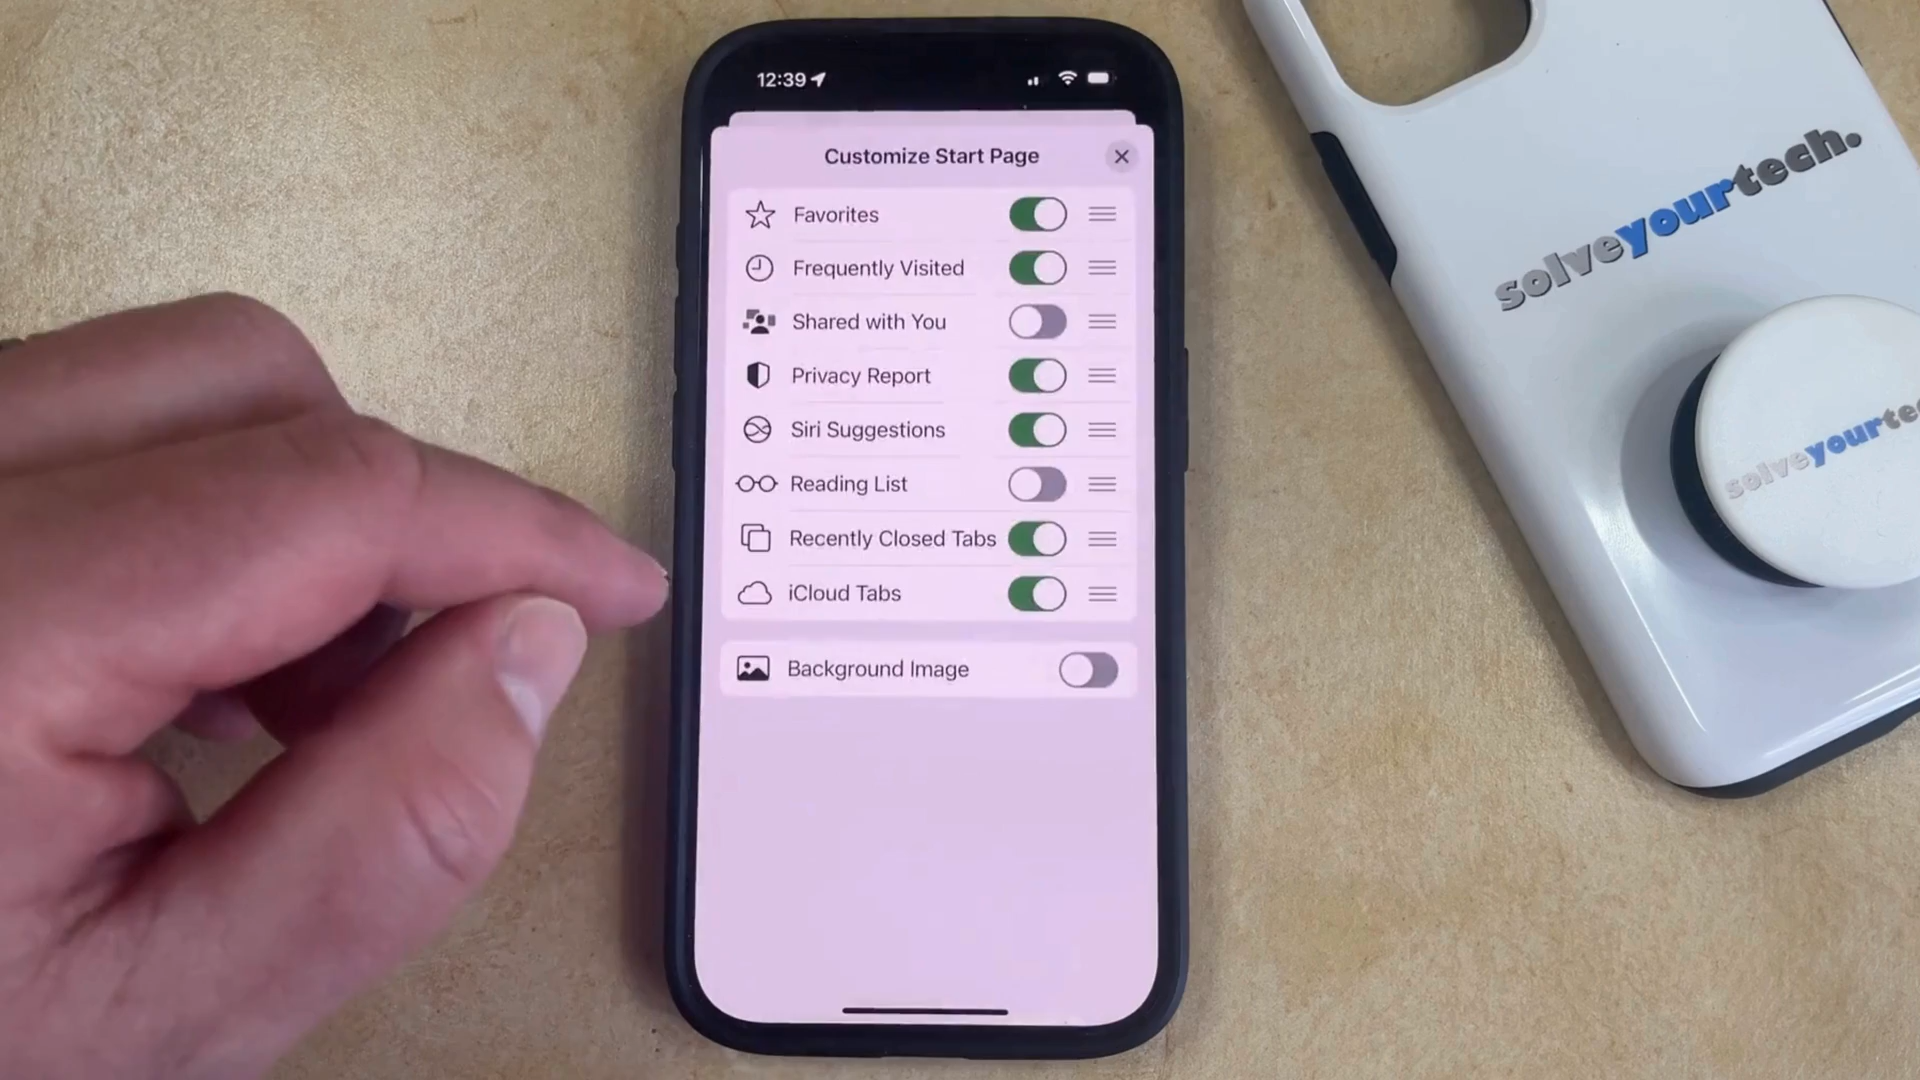 12:39
Customize Start Page
Favorites
Frequently Visited
Shared with You
Privacy Report
Siri Suggestions
Reading List
Recently Closed Tabs
iCloud Tabs
Background Image
solveyourtech.
solveyourte